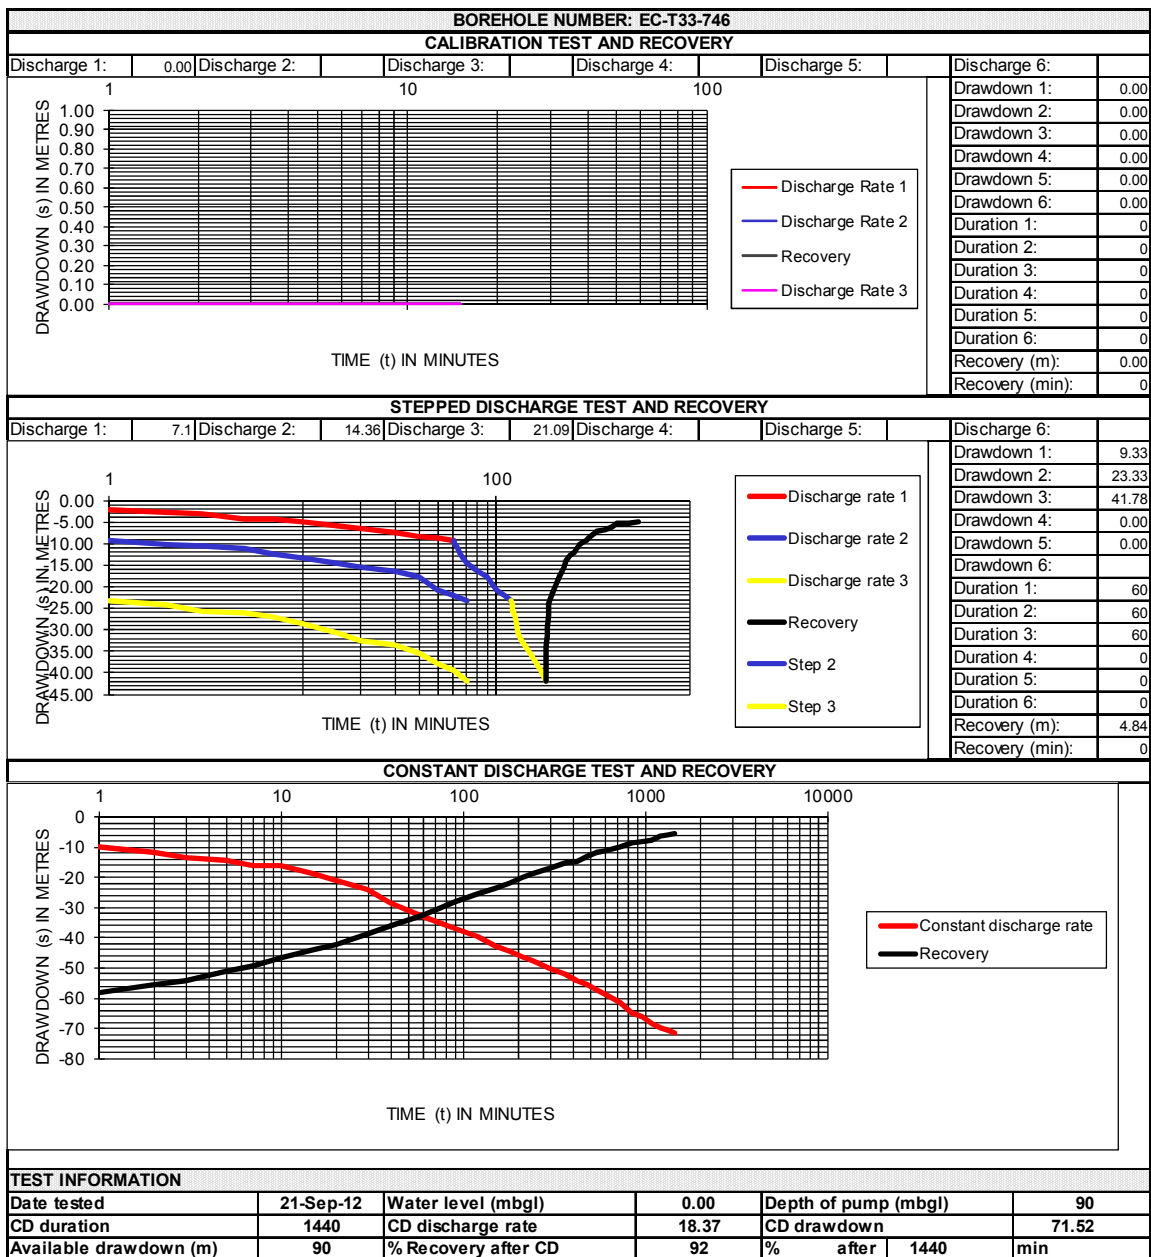 BOREHOLE NUMBER: EC-T33-746
CALIBRATION TEST AND RECOVERY
Discharge 1: 0.00 Discharge 2: Discharge 3: Discharge 4: Discharge 5: Discharge 6:
Drawdown 1: 0.00
Drawdown 2: 0.00
Drawdown 3: 0.00
Drawdown 4: 0.00
Drawdown 5: 0.00
Drawdown 6: 0.00
Duration 1: 0
Duration 2: 0
Duration 3: 0
Duration 4: 0
Duration 5: 0
Duration 6: 0
Recovery (m): 0.00
Recovery (min): 0
1 10 100
DRAWDOWN (s) IN METRES
1.00
0.90
0.80
0.70
0.60
0.50
0.40
0.30
0.20
0.10
0.00
TIME (t) IN MINUTES
Discharge Rate 1
Discharge Rate 2
Recovery
Discharge Rate 3
STEPPED DISCHARGE TEST AND RECOVERY
Discharge 1: 7.1 Discharge 2: 14.36 Discharge 3: 21.09 Discharge 4: Discharge 5: Discharge 6:
Drawdown 1: 9.33
Drawdown 2: 23.33
Drawdown 3: 41.78
Drawdown 4: 0.00
Drawdown 5: 0.00
Drawdown 6:
Duration 1: 60
Duration 2: 60
Duration 3: 60
Duration 4: 0
Duration 5: 0
Duration 6: 0
Recovery (m): 4.84
Recovery (min): 0
1 100
DRAWDOWN (s) IN METRES
0.00
-5.00
-10.00
-15.00
-20.00
-25.00
-30.00
-35.00
-40.00
-45.00
TIME (t) IN MINUTES
Discharge rate 1
Discharge rate 2
Discharge rate 3
Recovery
Step 2
Step 3
CONSTANT DISCHARGE TEST AND RECOVERY
1 10 100 1000 10000
DRAWDOWN (s) IN METRES
0
-10
-20
-30
-40
-50
-60
-70
-80
TIME (t) IN MINUTES
Constant discharge rate
Recovery
TEST INFORMATION
Date tested 21-Sep-12 Water level (mbgl) 0.00 Depth of pump (mbgl) 90
CD duration 1440 CD discharge rate 18.37 CD drawdown 71.52
Available drawdown (m) 90 % Recovery after CD 92 % after 1440 min